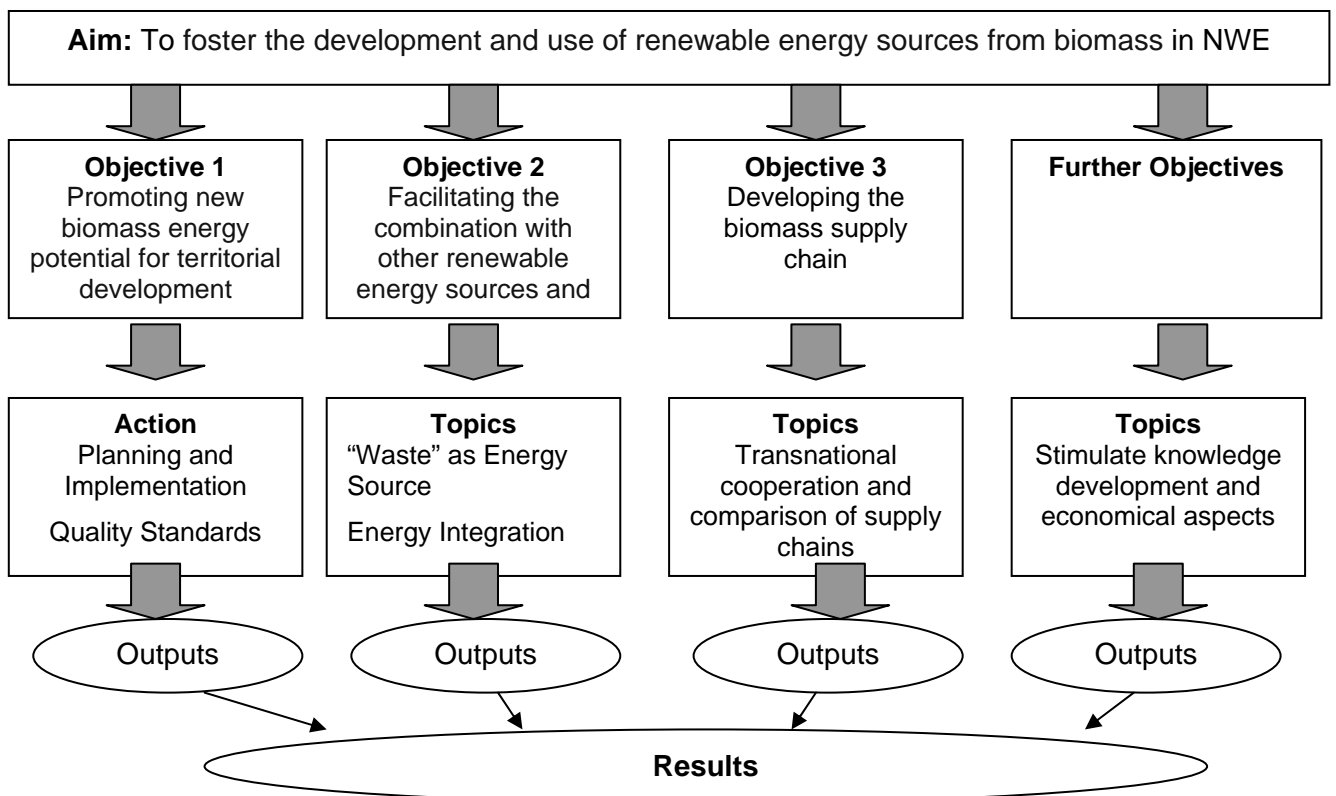 Aim: To foster the development and use of renewable energy sources from biomass in NWE
Objective 1
Promoting new
biomass energy
potential for territorial
development
Objective 2
Facilitating the
combination with
other renewable
energy sources and
Objective 3
Developing the
biomass supply
chain
Further Objectives
Action
Planning and
Implementation
Quality Standards
Topics
“Waste” as Energy
Source
Energy Integration
Topics
Transnational
cooperation and
comparison of supply
chains
Topics
Stimulate knowledge
development and
economical aspects
Outputs
Outputs
Outputs
Outputs
Results